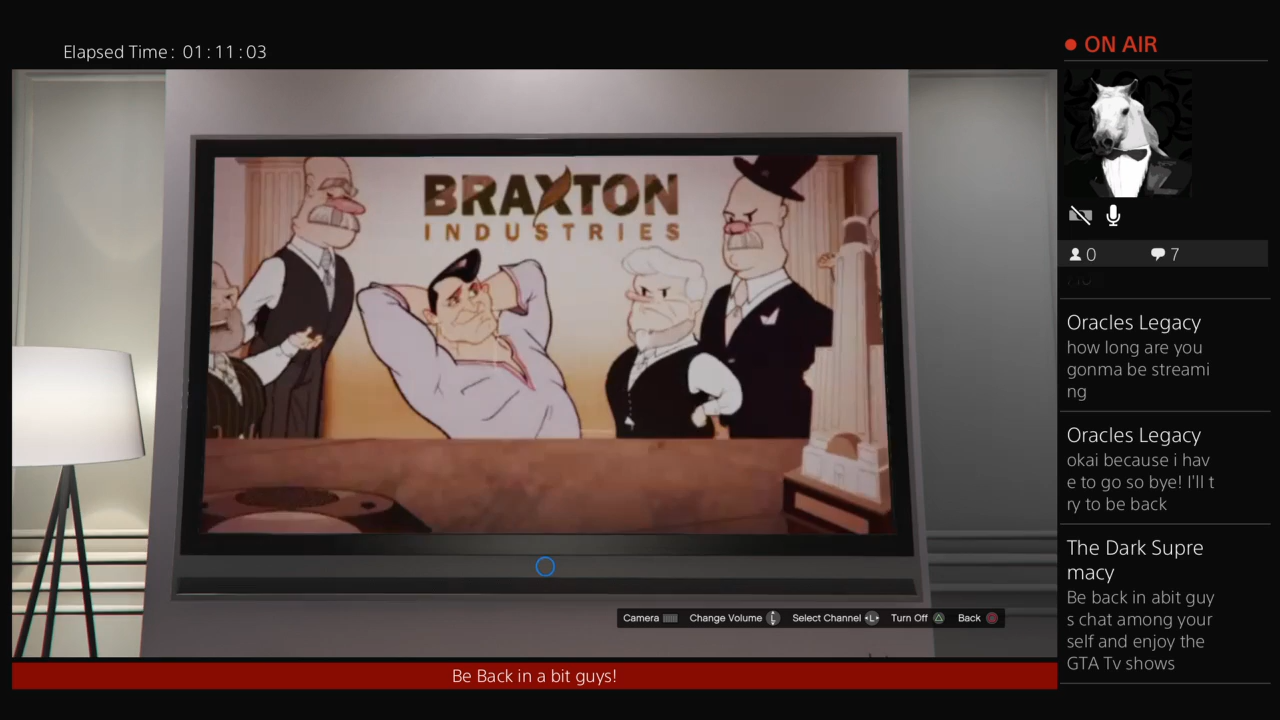 Elapsed Time: 01:11:03
ON AIR
BRAXTON
INDUSTRIES
0
7
Oracles Legacy
how long are you
gonma be streami
ng
Oracles Legacy
okai because i hav
e to go so bye! I'll t
ry to be back
The Dark Supre
macy
Be back in abit guy
s chat among your
self and enjoy the
GTA Tv shows
Camera Change Volume L Select Channel L Turn Off Back
Be Back in a bit guys!